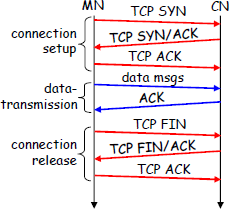 MN CN
TCP SYN
connection
setup
TCP SYN/ACK
TCP ACK
data msgs
data-
transmission
ACK
TCP FIN
connection
release
TCP FIN/ACK
TCP ACK